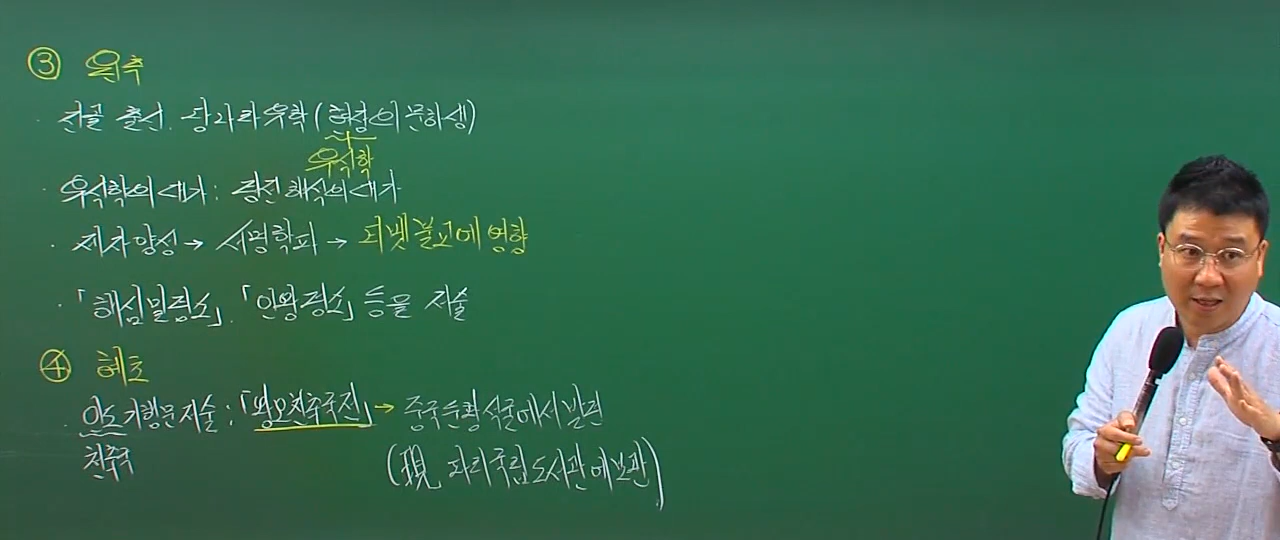 ③ 원측
· 진골 출신. 당나라 유학 (현장의 문하생)
유식학
· 유식학의 대가 : 경전 해석의 대가
· 제자양성 → 서명학파 → 티벳 불교에 영향
· 「해심밀경소」. 「인왕경소」 등을 저술
④ 혜초
· 인도 기행문 저술 : 「왕오천축국전」 → 중국 둔황 석굴에서 발견
천축국
(現 파리 국립도서관에 보관)